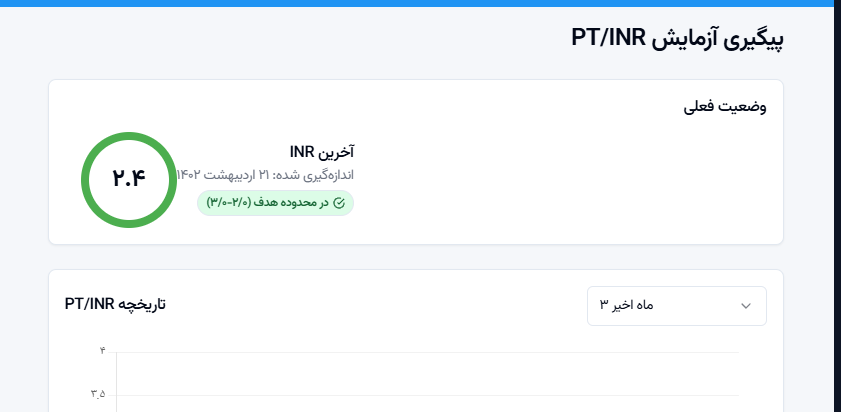 پیگیری آزمایش PT/INR
وضعیت فعلی
آخرین INR
اندازه‌گیری شده: ۲۱ اردیبهشت ۱۴۰۲
در محدوده هدف (۲/۰-۳/۰)
۲.۴
۳ ماه اخیر
تاریخچه PT/INR
۴
۳.۵